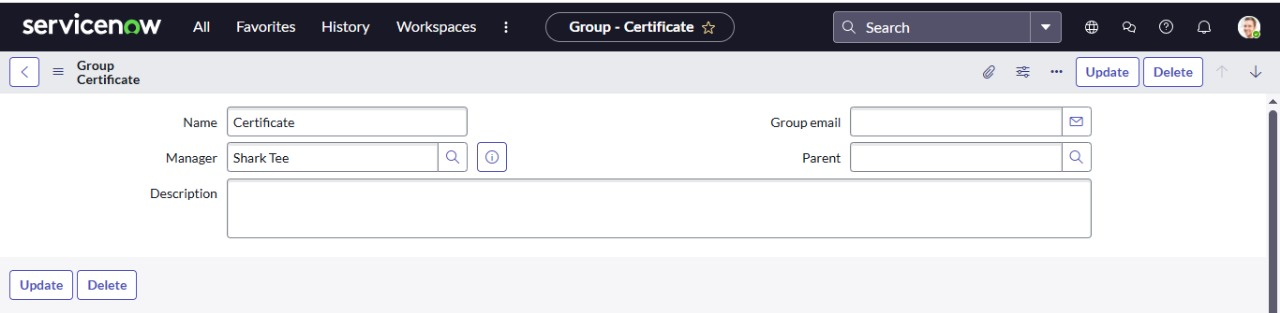 servicenow All Favorites History Workspaces Group - Certificate Search
Group
Certificate
Update Delete
Name Certificate Group email
Manager Shark Tee Parent
Description
Update Delete